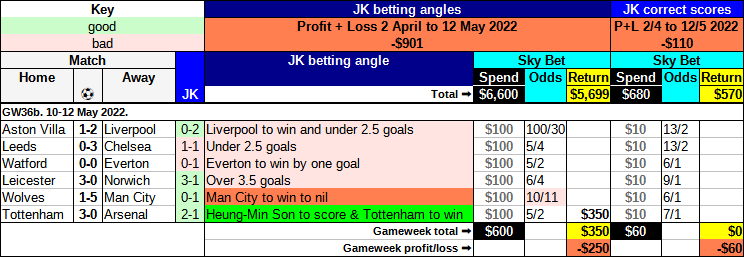 Key JK betting angles JK correct scores
good Profit + Loss 2 April to 12 May 2022 P+L 2/4 to 12/5 2022
bad -$901 -$110
Match JK betting angle Sky Bet Sky Bet
Home Away JK Spend Odds Return Spend Odds Return
Total ➡ $6,600 $5,699 $680 $570
GW36b. 10-12 May 2022.
Aston Villa 1-2 Liverpool 0-2 Liverpool to win and under 2.5 goals $100 100/30 $10 13/2
Leeds 0-3 Chelsea 1-1 Under 2.5 goals $100 5/4 $10 13/2
Watford 0-0 Everton 0-1 Everton to win by one goal $100 5/2 $10 6/1
Leicester 3-0 Norwich 3-1 Over 3.5 goals $100 6/4 $10 9/1
Wolves 1-5 Man City 0-1 Man City to win to nil $100 10/11 $10 6/1
Tottenham 3-0 Arsenal 2-1 Heung-Min Son to score & Tottenham to win $100 5/2 $350 $10 7/1
Gameweek total ➡ $600 $350 $60 $0
Gameweek profit/loss ➡ -$250 -$60